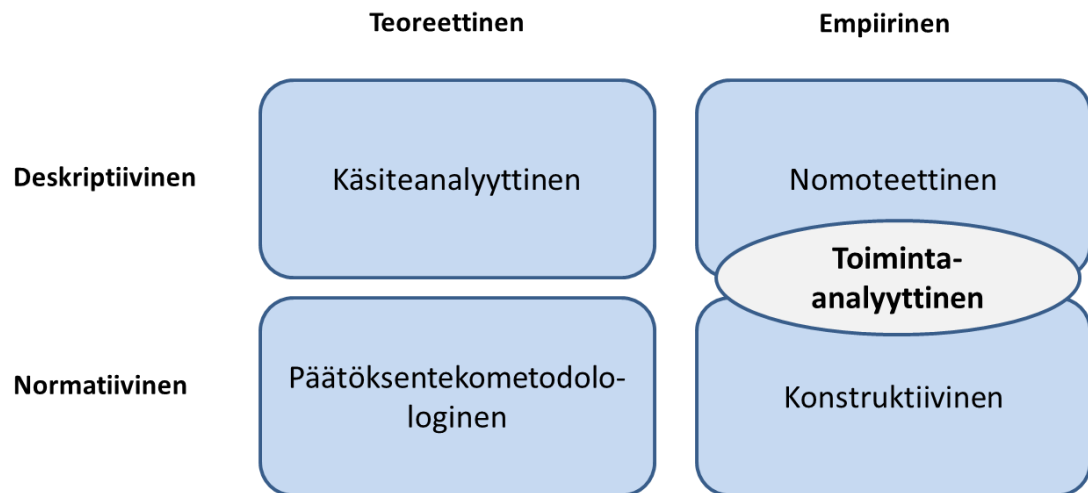 Teoreettinen
Empiirinen
Deskriptiivinen
Käsiteanalyyttinen
Nomoteettinen
Toiminta-
analyyttinen
Normatiivinen
Päätöksentekometodolo-
loginen
Konstruktiivinen